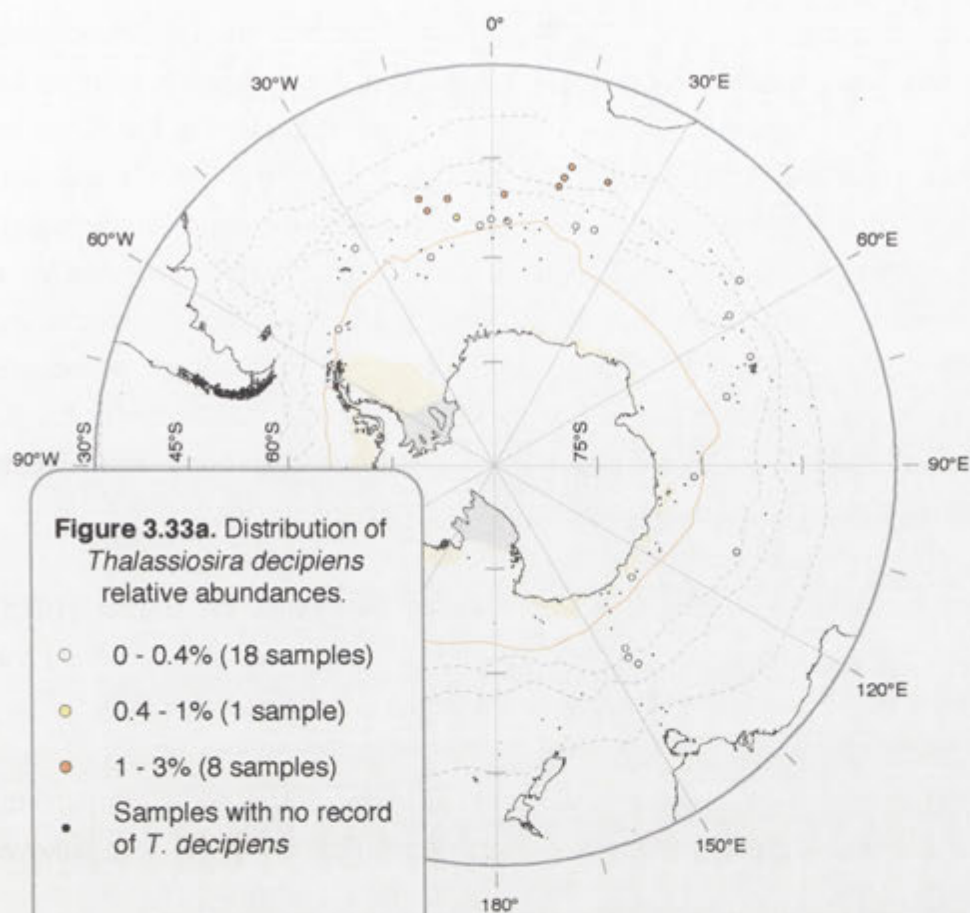 0°
30°W
30°E
60°W
60°E
90°W
30°S
45°S
60°S
75°S
90°E
120°E
150°E
180°
Figure 3.33a. Distribution of
Thalassiosira decipiens
relative abundances.
0 - 0.4% (18 samples)
0.4 - 1% (1 sample)
1 - 3% (8 samples)
Samples with no record
of T. decipiens